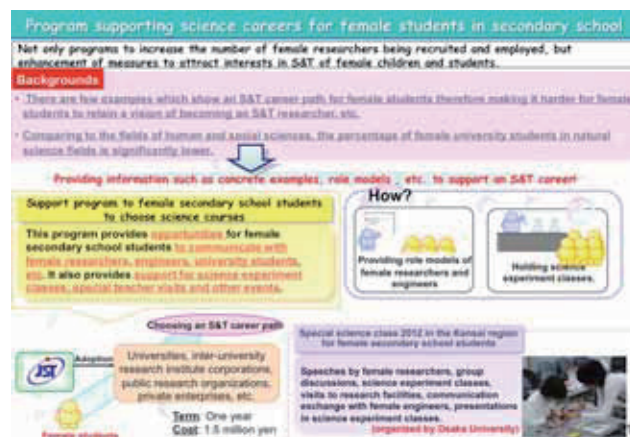 Program supporting science careers for female students in secondary school
Not only programs to increase the number of female researchers being recruited and employed, but
enhancement of measures to attract interests in S&T of female children and students.
Backgrounds
・ There are few examples which show an S&T career path for female students therefore making it harder for female
students to retain a vision of becoming an S&T researcher, etc.
・ Comparing to the fields of human and social sciences, the percentage of female university students in natural
science fields is significantly lower.
Providing information such as concrete examples, role models , etc. to support an S&T career!
Support program to female secondary school students
to choose science courses
This program provides opportunities for female
secondary school students to communicate with
female researchers, engineers, university students,
etc. It also provides support for science experiment
classes, special teacher visits and other events.
How?
Providing role models of
female researchers and
engineers
Holding science
experiment classes.
Choosing an S&T career path
JST
Adoption
Universities, inter-university
research institute corporations,
public research organizations,
private enterprises, etc.
Term: One year
Cost: 1.5 million yen
Female students
Special science class 2012 in the Kansai region
for female secondary school students
Speeches by female researchers, group
discussions, science experiment classes,
visits to research facilities, communication
exchange with female engineers, presentations
in science experiment classes.
(organized by Osaka University)